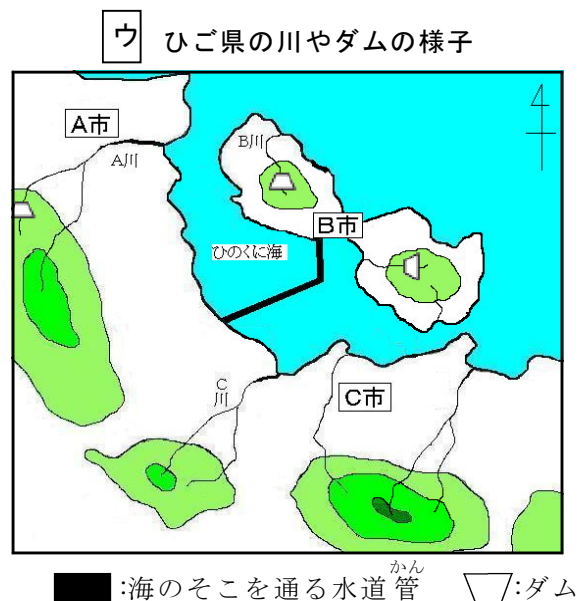 ウ ひご県の川やダムの様子
A市
A川
B川
B市
ひのくに海
C川
C市
かん
:海のそこを通る水道管 :ダム